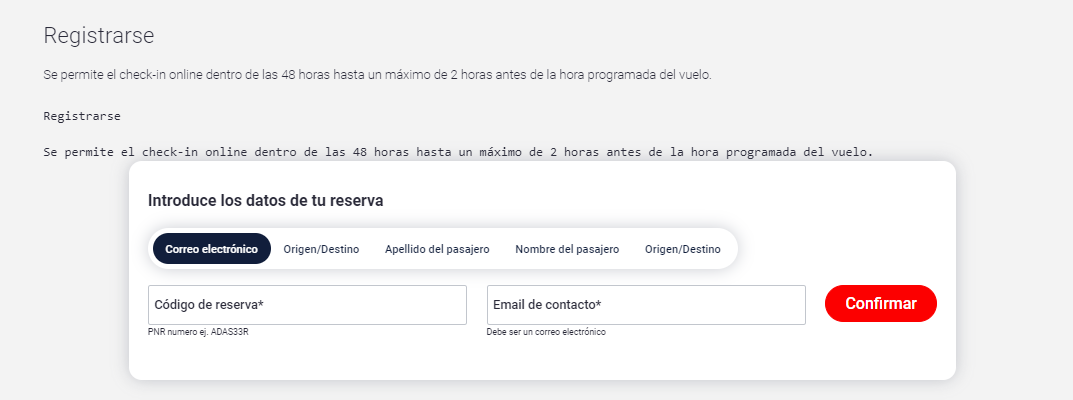 Registrarse
Se permite el check-in online dentro de las 48 horas hasta un máximo de 2 horas antes de la hora programada del vuelo.
Registrarse
Se permite el check-in online dentro de las 48 horas hasta un máximo de 2 horas antes de la hora programada del vuelo.
Introduce los datos de tu reserva
Correo electrónico Origen/Destino Apellido del pasajero Nombre del pasajero Origen/Destino
Código de reserva* Email de contacto* Confirmar
PNR numero ej. ADAS33R Debe ser un correo electrónico